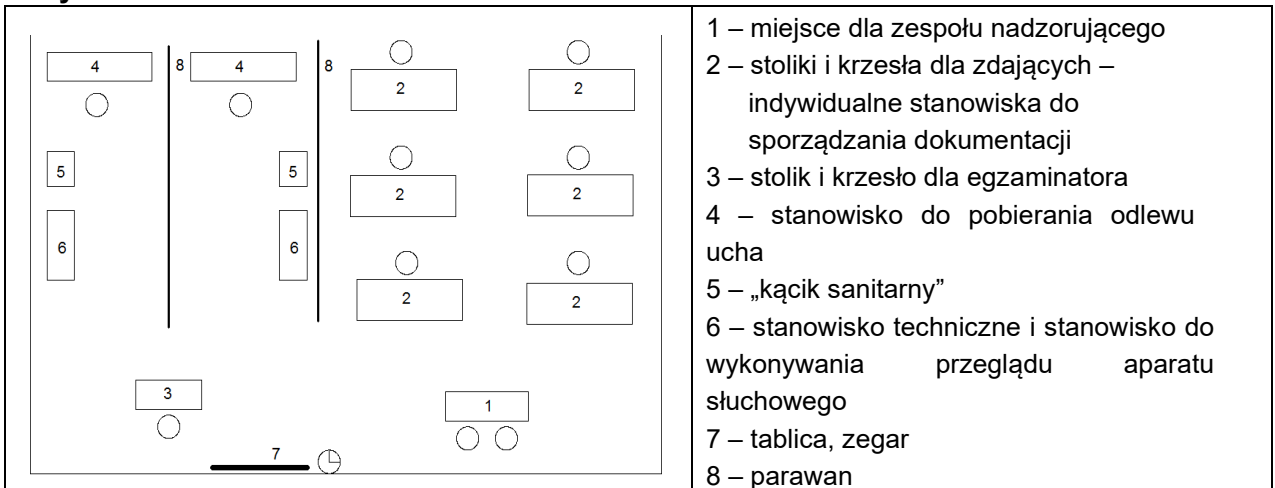 4
8
4
8
2
2
5
5
2
2
6
6
2
2
3
1
7
1 – miejsce dla zespołu nadzorującego
2 – stoliki i krzesła dla zdających –
indywidualne stanowiska do
sporządzania dokumentacji
3 – stolik i krzesło dla egzaminatora
4 – stanowisko do pobierania odlewu
ucha
5 – „kącik sanitarny”
6 – stanowisko techniczne i stanowisko do
wykonywania przeglądu aparatu
słuchowego
7 – tablica, zegar
8 – parawan